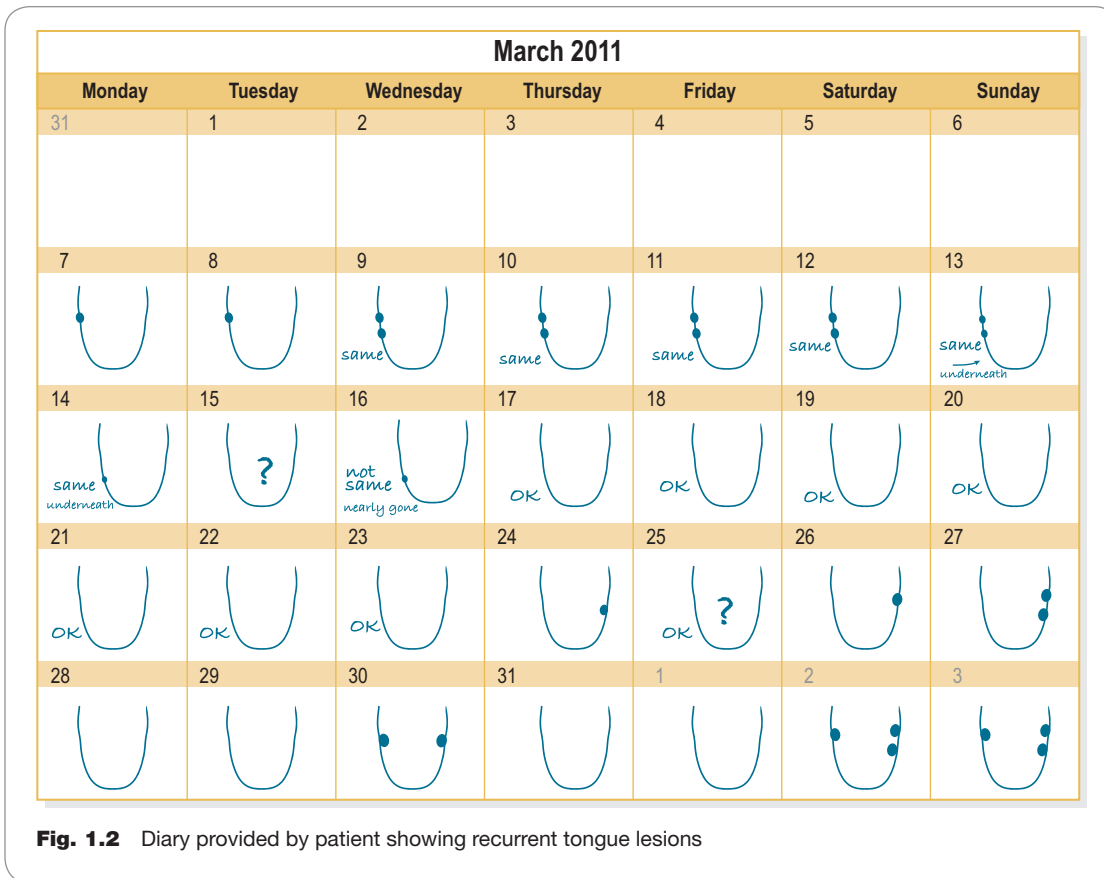 March 2011
Monday Tuesday Wednesday Thursday Friday Saturday Sunday
31 1 2 3 4 5 6
7 8 9 10 11 12 13
same same same same same
underneath
14 15 16 17 18 19 20
same ? not same OK OK OK OK
underneath nearly gone
21 22 23 24 25 26 27
OK OK OK OK ?
28 29 30 31 1 2 3
Fig. 1.2 Diary provided by patient showing recurrent tongue lesions